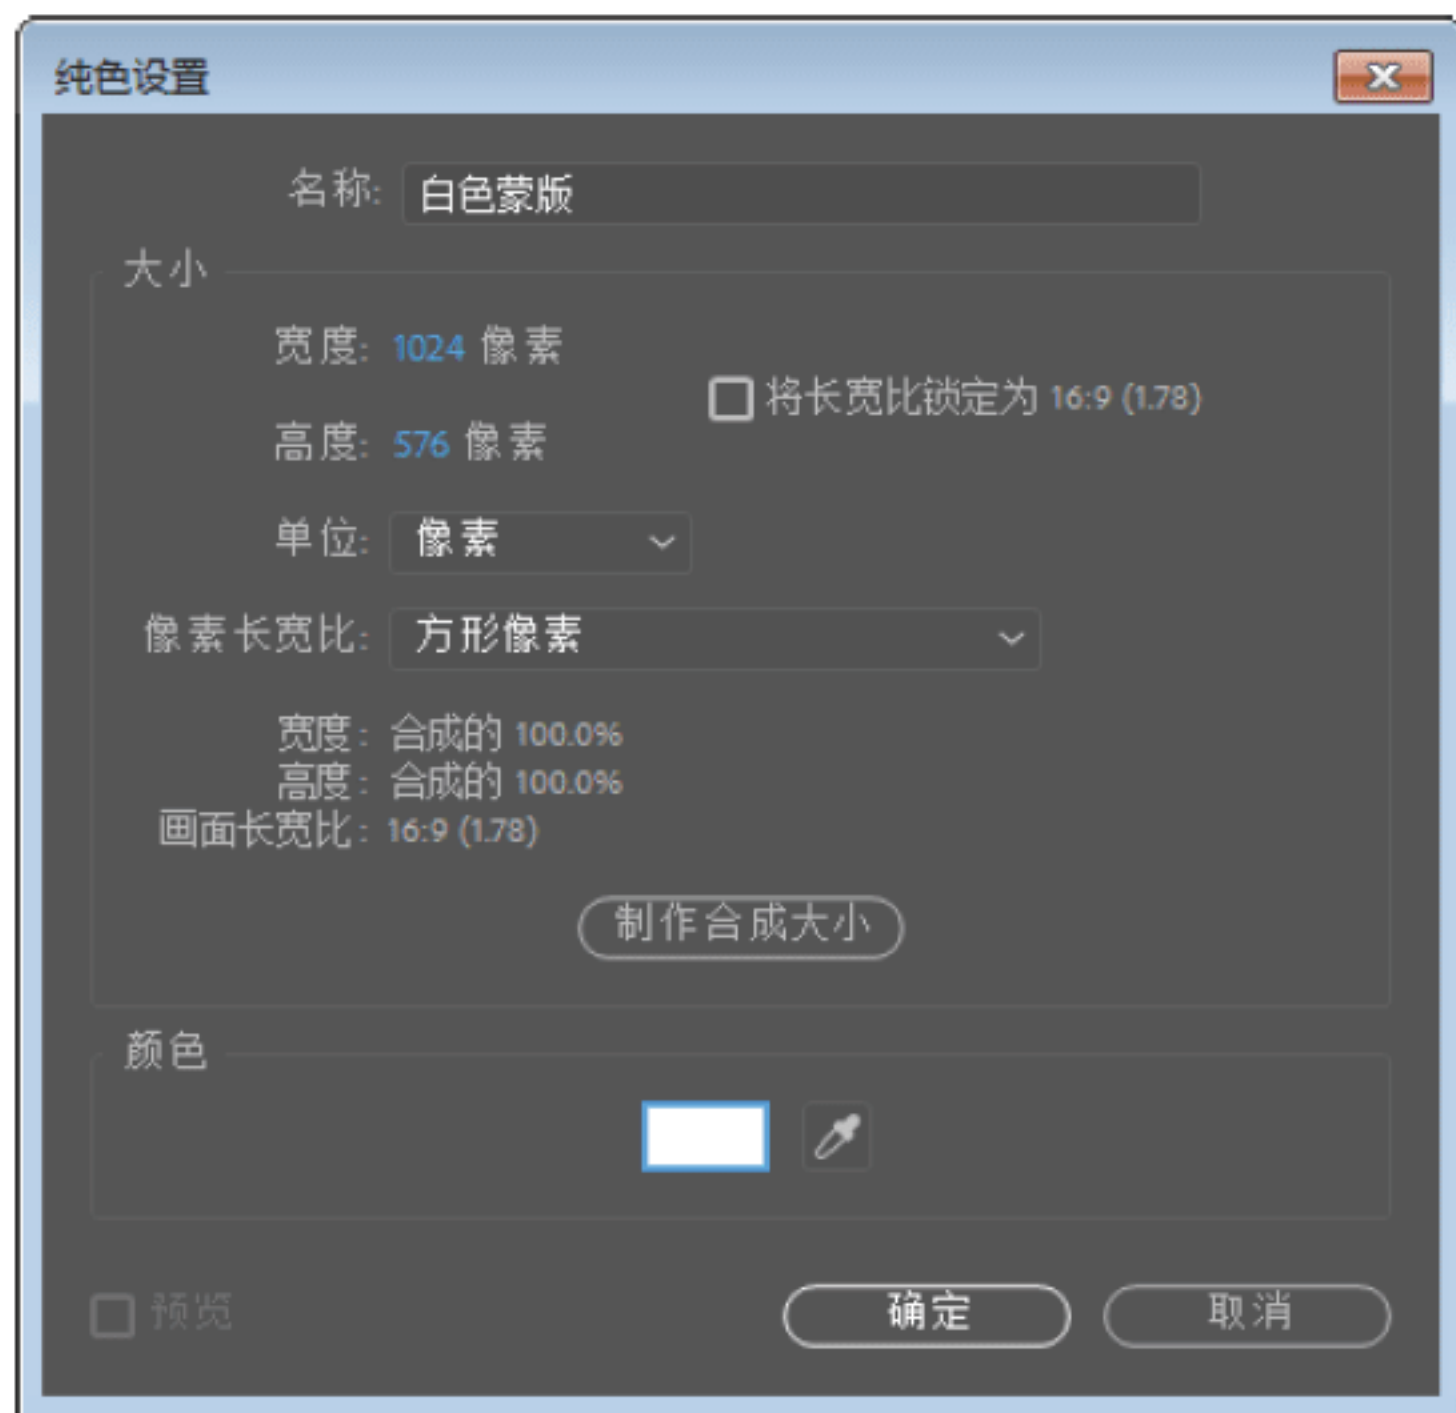 纯色设置
名称: 白色蒙版
大小
宽度: 1024 像素
将长宽比锁定为 16:9 (1.78)
高度: 576 像素
单位: 像素
像素长宽比: 方形像素
宽度: 合成的 100.0%
高度: 合成的 100.0%
画面长宽比: 16:9 (1.78)
制作合成大小
颜色
预览
确定
取消